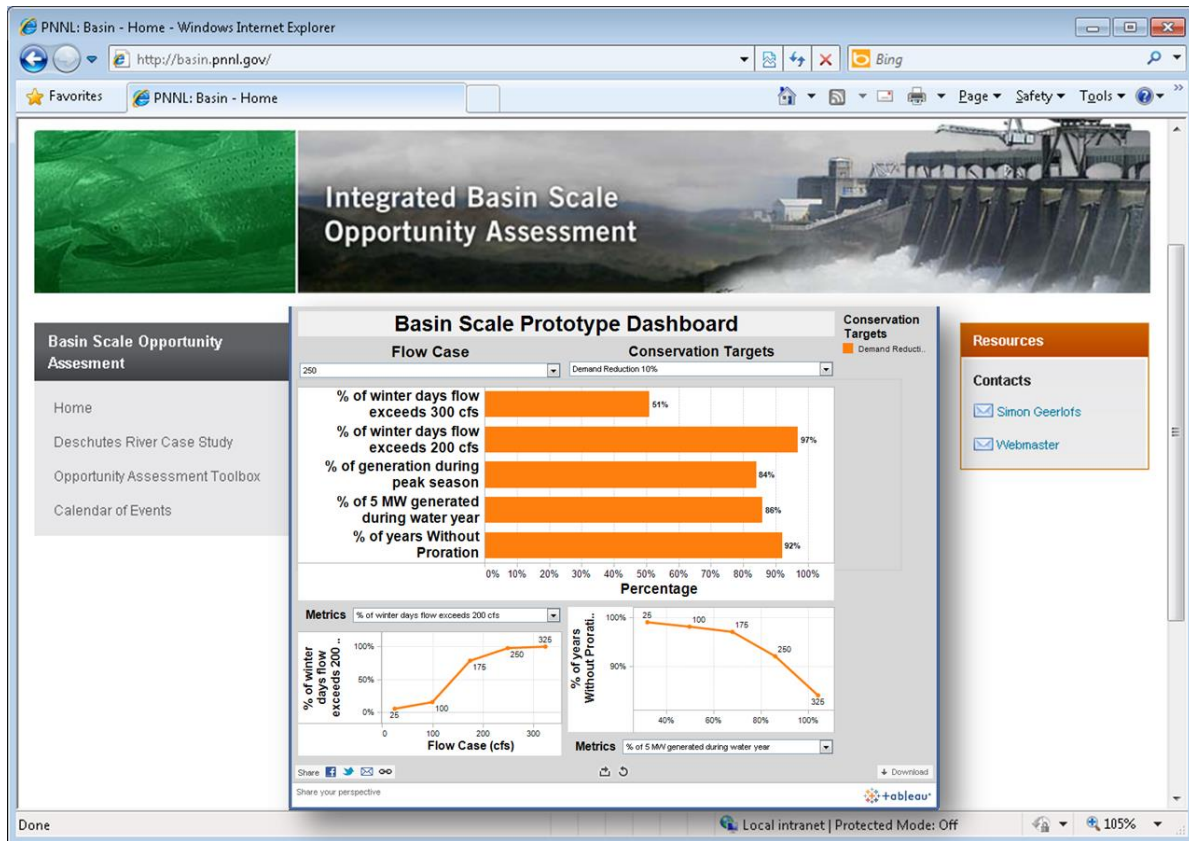 PNNL: Basin - Home - Windows Internet Explorer
http://basin.pnnl.gov/
Bing
Favorites
PNNL: Basin - Home
Page
Safety
Tools
Integrated Basin Scale
Opportunity Assessment
Basin Scale Opportunity
Assesment
Home
Deschutes River Case Study
Opportunity Assessment Toolbox
Calendar of Events
Basin Scale Prototype Dashboard
Flow Case
Conservation Targets
250
Demand Reduction 10%
Conservation
Targets
Demand Reducti..
% of winter days flow
exceeds 300 cfs
51%
% of winter days flow
exceeds 200 cfs
97%
% of generation during
peak season
84%
% of 5 MW generated
during water year
86%
% of years Without
Proration
92%
0% 10% 20% 30% 40% 50% 60% 70% 80% 90% 100%
Percentage
Metrics
% of winter days flow exceeds 200 cfs
% of winter
days flow
exceeds 200 ..
100%
50%
0%
25
100
175
250
325
0 100 200 300
Flow Case (cfs)
% of years
Without Prorati..
100%
90%
25
100
175
250
325
40% 60% 80% 100%
Metrics
% of 5 MW generated during water year
Share
Download
Share your perspective
+ableau
Resources
Contacts
Simon Geerlofs
Webmaster
Done
Local intranet | Protected Mode: Off
105%